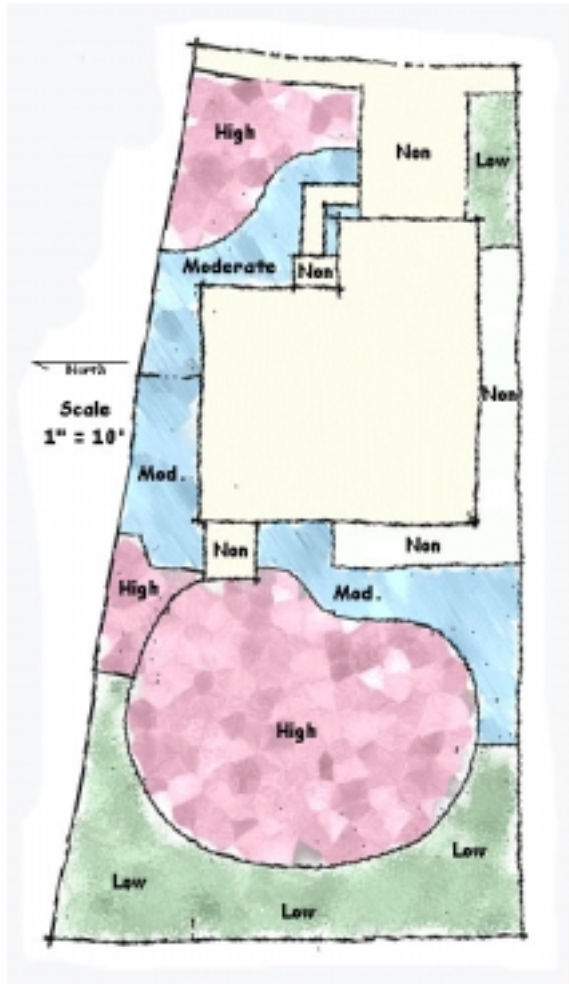 High
Non
Low
Moderate
Non
North
Scale
1" = 10'
Non
Mod.
Non
Non
High
Mod.
High
Low
Low
Low